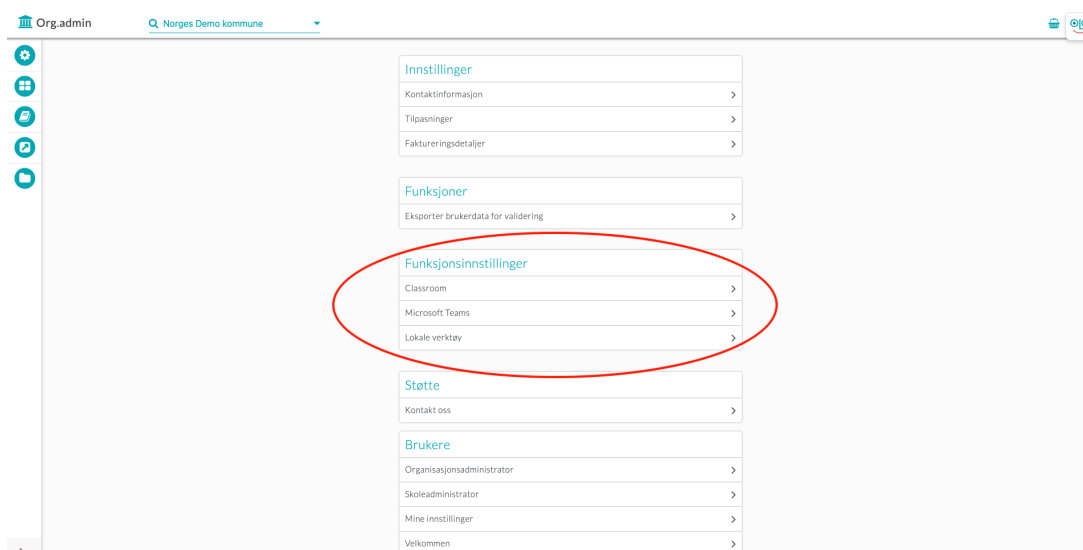 Org.admin
Norges Demo kommune
Innstillinger
Kontaktinformasjon
Tilpasninger
Faktureringsdetaljer
Funksjoner
Eksporter brukerdata for validering
Funksjonsinnstillinger
Classroom
Microsoft Teams
Lokale verktøy
Støtte
Kontakt oss
Brukere
Organisasjonsadministrator
Skoleadministrator
Mine innstillinger
Velkommen